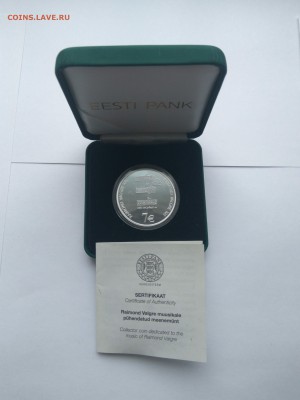 COINS.LAVE.RU
EESTI PANK
7€
SERTIFIKAAT
Certificate of Authenticity
Raimond Valgre muusikale
pühendatud meenemünt
Collector coin dedicated to the
music of Raimond Valgre